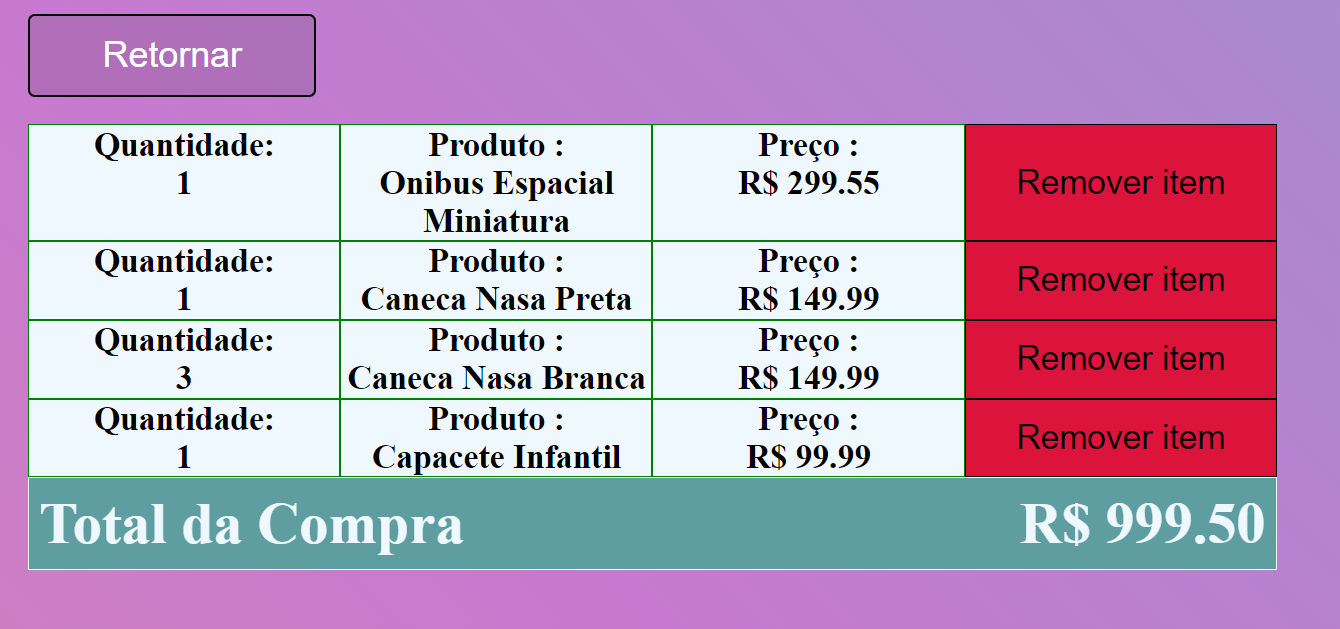 Retornar
Quantidade:
1
Produto :
Onibus Espacial
Miniatura
Preço :
R$ 299.55
Remover item
Quantidade:
1
Produto :
Caneca Nasa Preta
Preço :
R$ 149.99
Remover item
Quantidade:
3
Produto :
Caneca Nasa Branca
Preço :
R$ 149.99
Remover item
Quantidade:
1
Produto :
Capacete Infantil
Preço :
R$ 99.99
Remover item
Total da Compra R$ 999.50